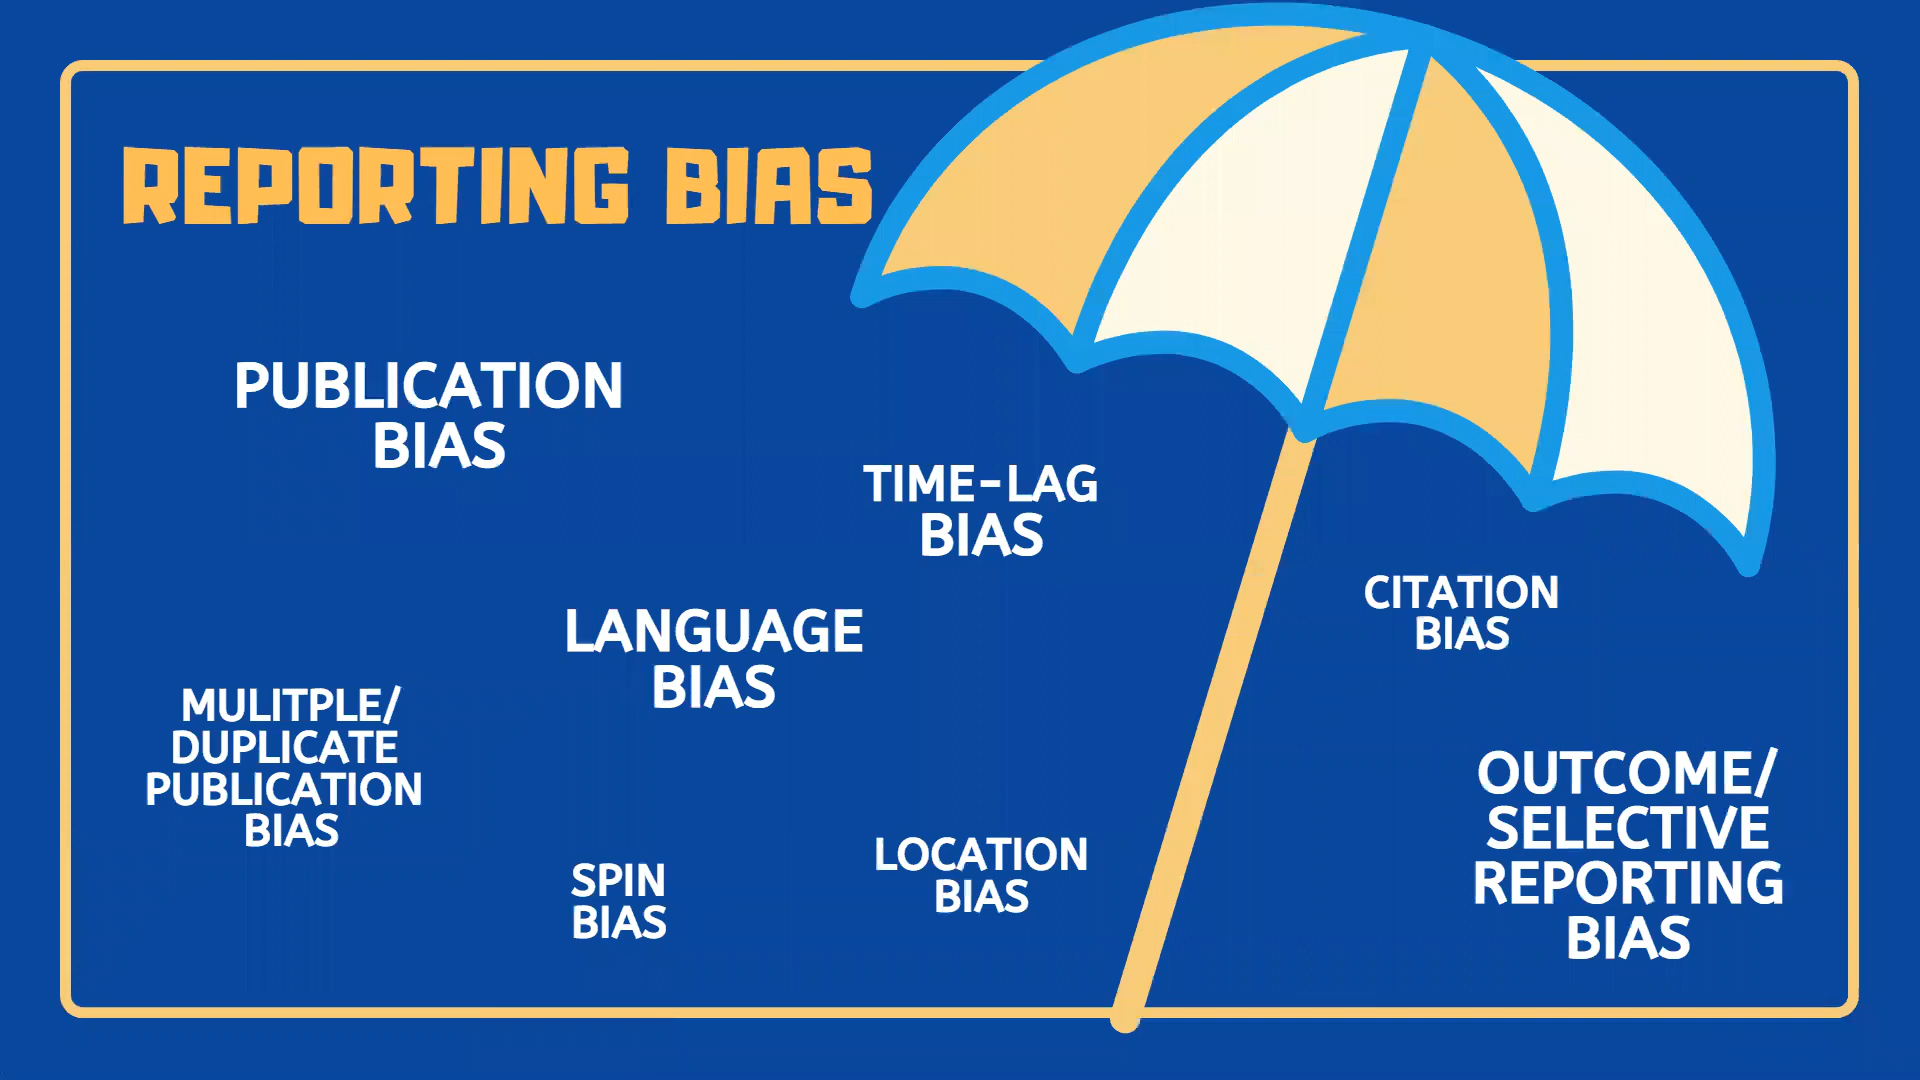 REPORTING BIAS
PUBLICATION
BIAS
TIME-LAG
BIAS
CITATION
BIAS
LANGUAGE
BIAS
MULITPLE/
DUPLICATE
PUBLICATION
BIAS
OUTCOME/
SELECTIVE
REPORTING
BIAS
LOCATION
BIAS
SPIN
BIAS